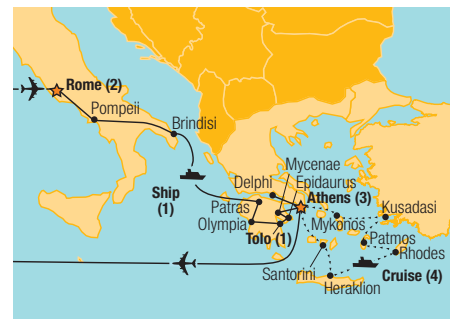 Rome (2)
Pompeii
Brindisi
Mycenae
Epidaurus
Delphi
Athens (3)
Ship
(1)
Patras
Olympia
Tolo (1)
Mykonos
Kusadasi
Patmos
Rhodes
Santorini
Cruise (4)
Heraklion